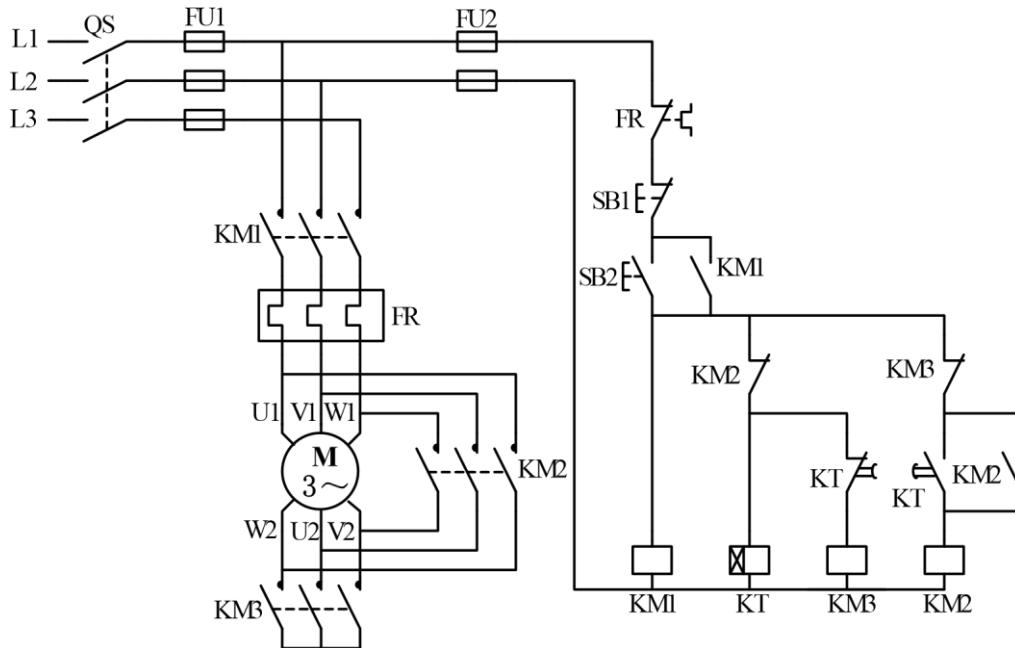 QS FU1 FU2
L1
L2
L3
FR
SB1
KM1
SB2 KM1
FR
KM2 KM3
U1 V1 W1
M
3～
KM2 KT KT KM2
W2 U2 V2
KM3
KM1 KT KM3 KM2